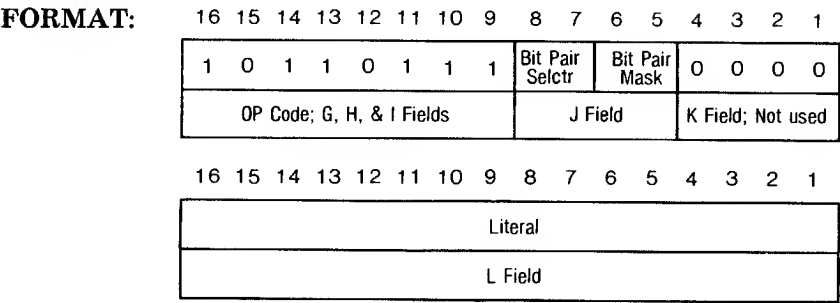 FORMAT: 16 15 14 13 12 11 10 9 8 7 6 5 4 3 2 1
1 0 1 1 0 1 1 1 Bit Pair Selctr Bit Pair Mask 0 0 0 0
OP Code; G, H, & I Fields J Field K Field; Not used
16 15 14 13 12 11 10 9 8 7 6 5 4 3 2 1
Literal
L Field